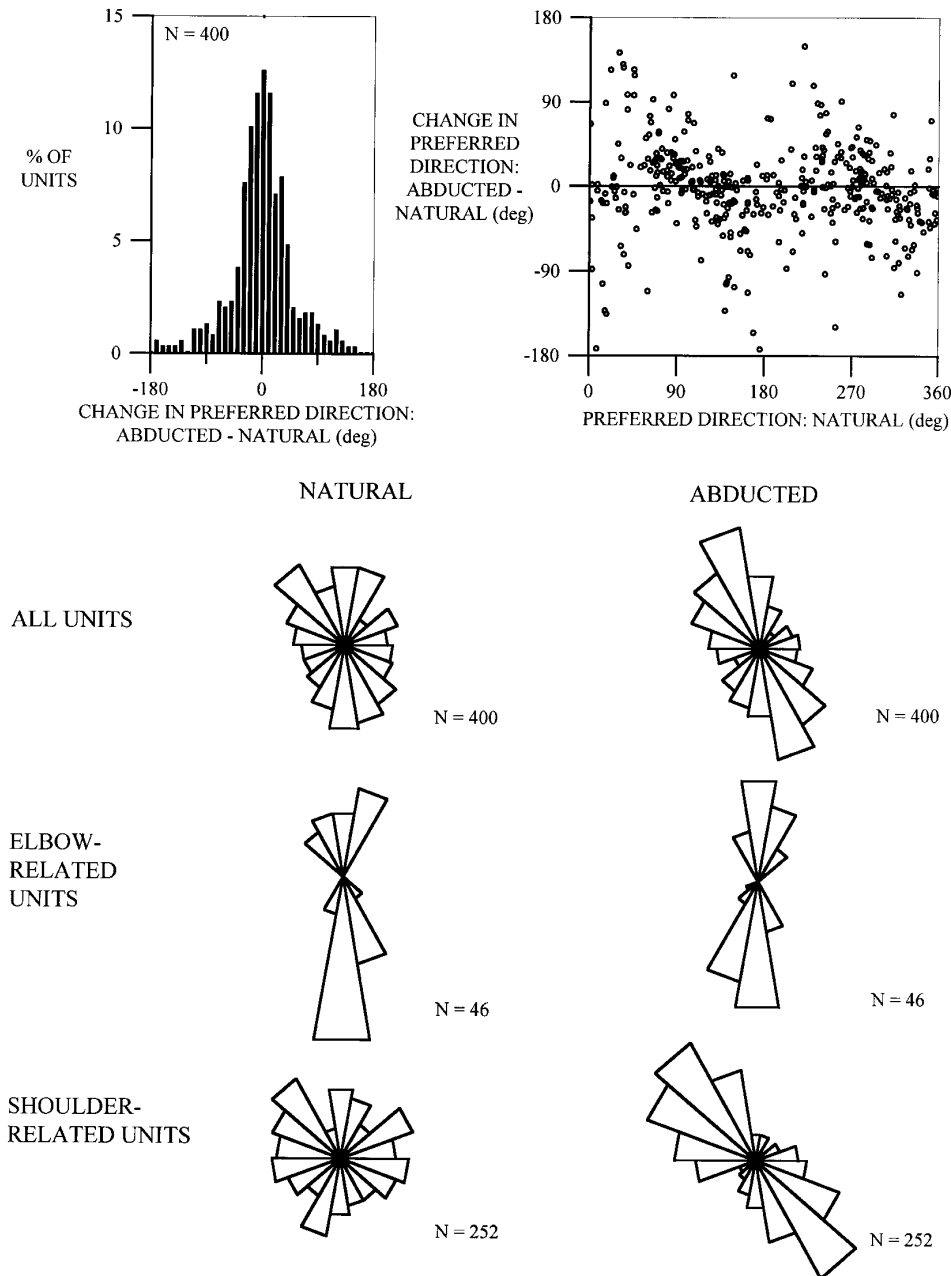 15
N = 400
10
% OF
UNITS
5
0
-180
0
180
CHANGE IN PREFERRED DIRECTION:
ABDUCTED - NATURAL (deg)
180
90
CHANGE IN
PREFERRED
DIRECTION:
ABDUCTED -
NATURAL (deg)
0
-90
-180
0
90
180
270
360
PREFERRED DIRECTION: NATURAL (deg)
NATURAL
ABDUCTED
ALL UNITS
N = 400
N = 400
ELBOW-
RELATED
UNITS
N = 46
N = 46
SHOULDER-
RELATED UNITS
N = 252
N = 252